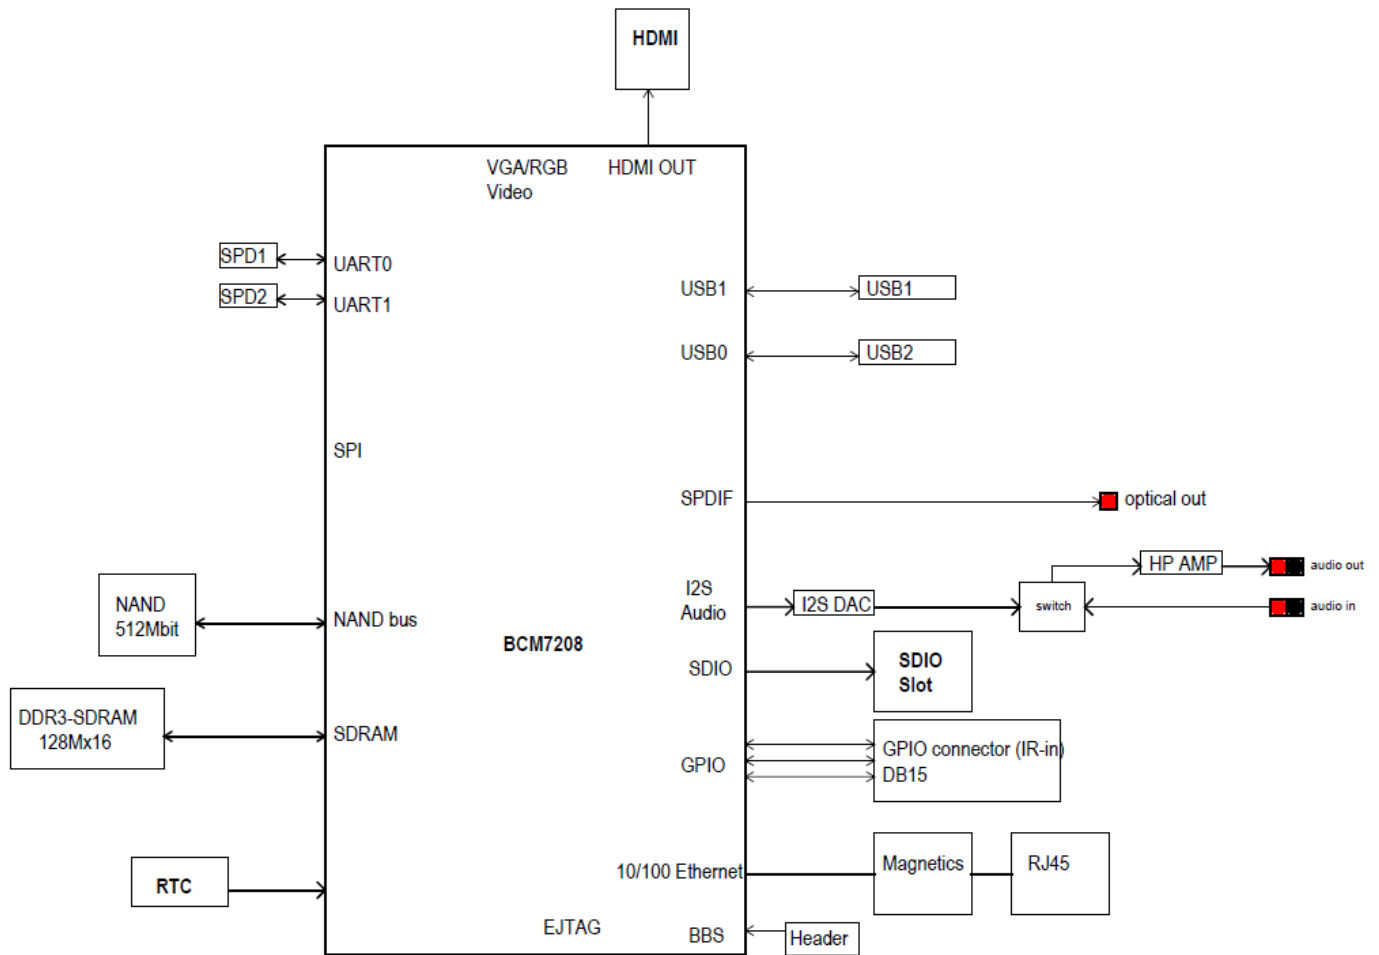 HDMI
VGA/RGB
Video
HDMI OUT
SPD1
UART0
SPD2
UART1
USB1
USB1
USB0
USB2
SPI
SPDIF
optical out
HP AMP
audio out
I2S
Audio
I2S DAC
switch
audio in
NAND
512Mbit
NAND bus
BCM7208
SDIO
SDIO
Slot
DDR3-SDRAM
128Mx16
SDRAM
GPIO
GPIO connector (IR-in)
DB15
RTC
10/100 Ethernet
Magnetics
RJ45
EJTAG
BBS
Header